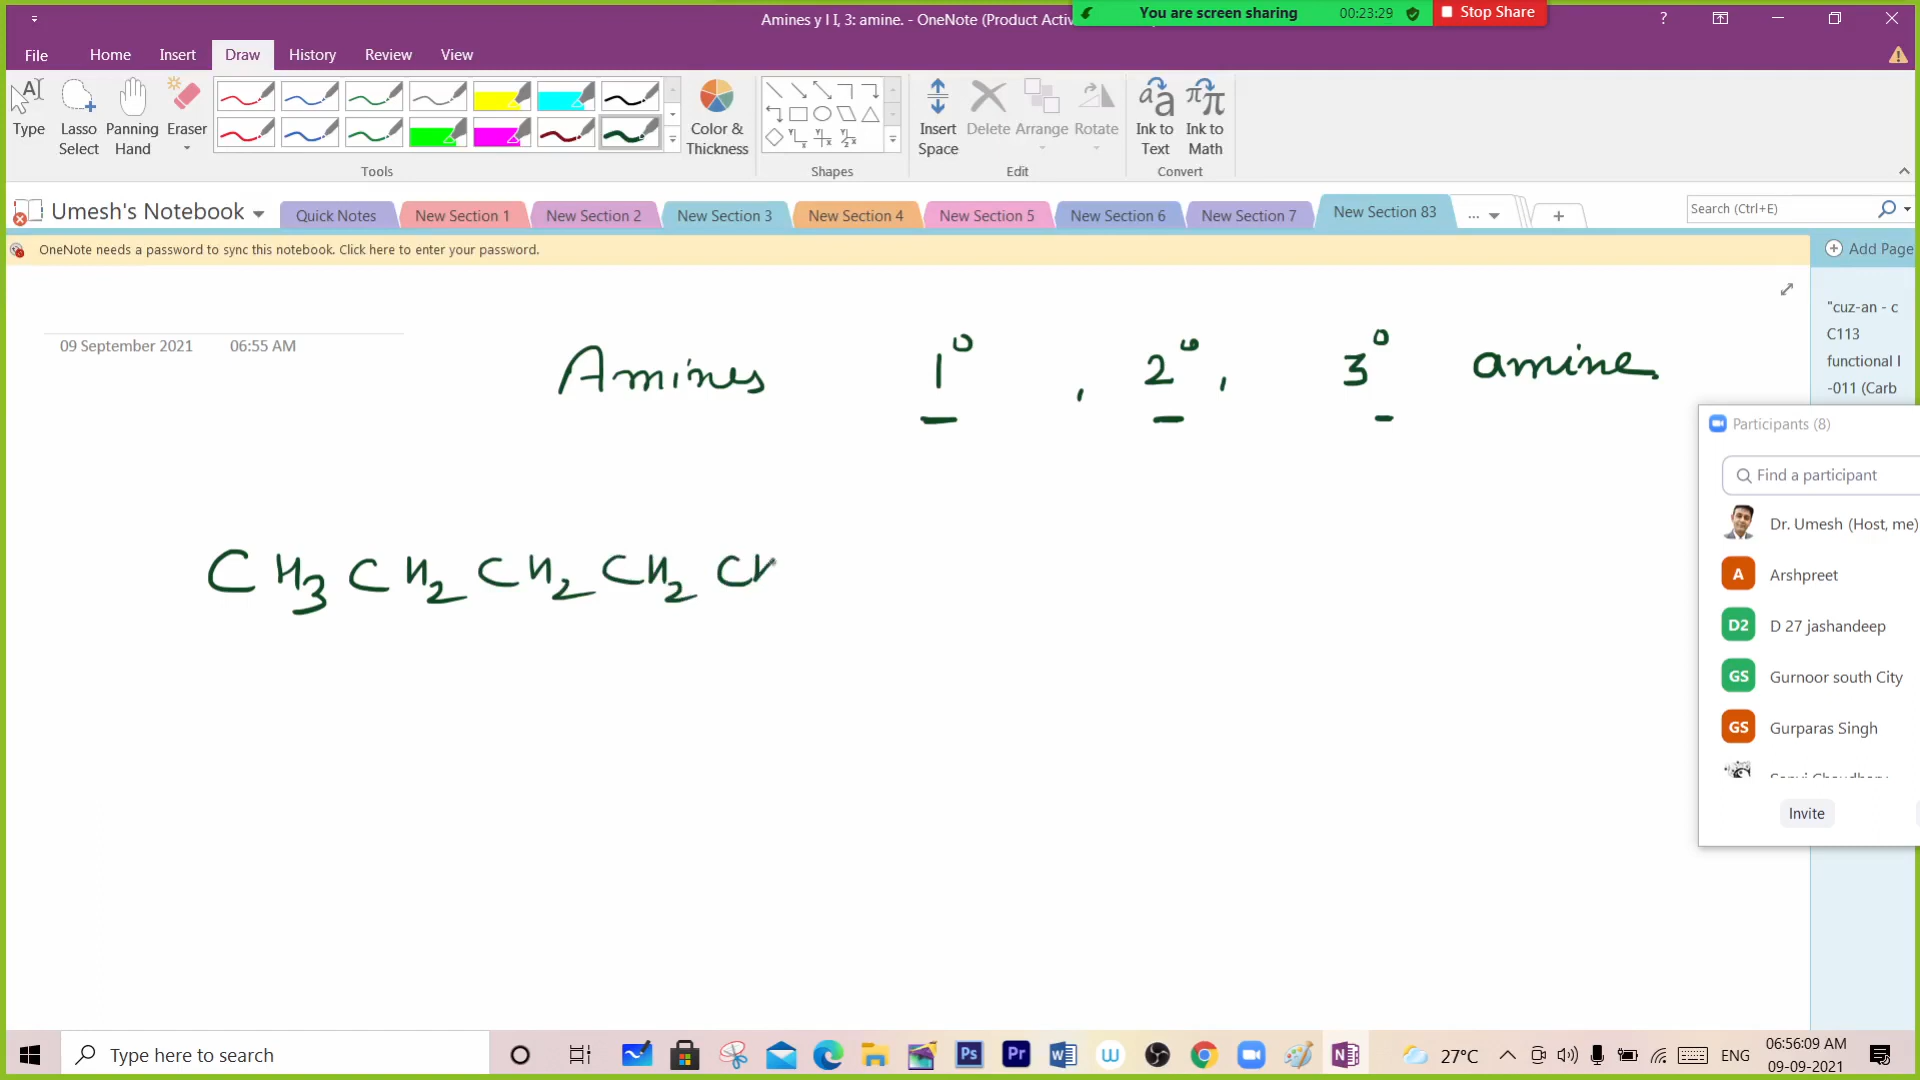 Amines y I I, 3: amine. - OneNote (Product Acti
You are screen sharing
00:23:29
Stop Share
?
File
Home
Insert
Draw
History
Review
View
Type
Lasso Select
Panning Hand
Eraser
Color & Thickness
Insert Space
Delete
Arrange
Rotate
Ink to Text
Ink to Math
Tools
Shapes
Edit
Convert
Umesh's Notebook
Quick Notes
New Section 1
New Section 2
New Section 3
New Section 4
New Section 5
New Section 6
New Section 7
New Section 83
...
Search (Ctrl+E)
OneNote needs a password to sync this notebook. Click here to enter your password.
Add Page
"cuz-an - c
C113
functional I
-011 (Carb
09 September 2021 06:55 AM
Amines 1°, 2°, 3° amine.
CH3 CH2 CH2 CH2 C
Participants (8)
Find a participant
Dr. Umesh (Host, me)
A Arshpreet
D2 D 27 jashandeep
GS Gurnoor south City
GS Gurparas Singh
Invite
Type here to search
Ps
Pr
27°C
ENG
06:56:09 AM
09-09-2021